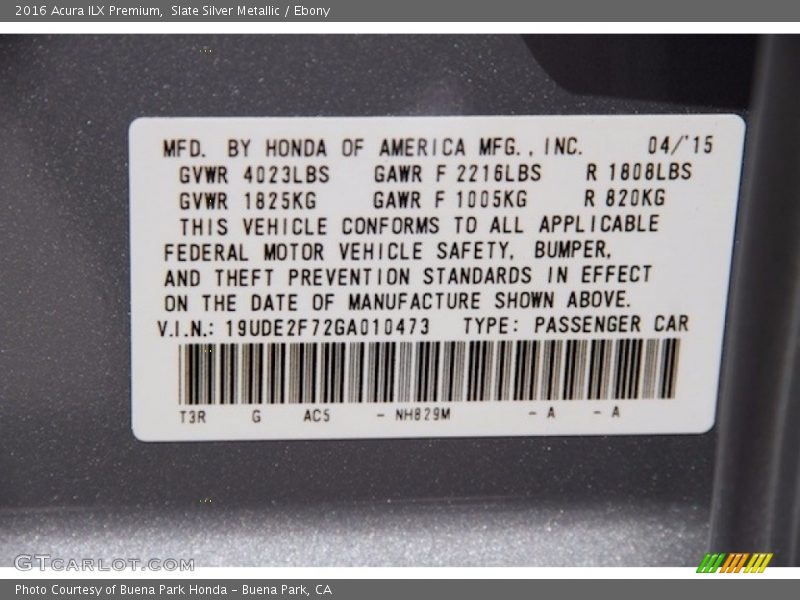 2016 Acura ILX Premium, Slate Silver Metallic / Ebony
MFD. BY HONDA OF AMERICA MFG., INC. 04/'15
GVWR 4023LBS GAWR F 2216LBS R 1808LBS
GVWR 1825KG GAWR F 1005KG R 820KG
THIS VEHICLE CONFORMS TO ALL APPLICABLE
FEDERAL MOTOR VEHICLE SAFETY, BUMPER,
AND THEFT PREVENTION STANDARDS IN EFFECT
ON THE DATE OF MANUFACTURE SHOWN ABOVE.
V.I.N.: 19UDE2F72GA010473 TYPE: PASSENGER CAR
T3R G AC5 - NH829M - A - A
GTCARLOT.COM
Photo Courtesy of Buena Park Honda - Buena Park, CA